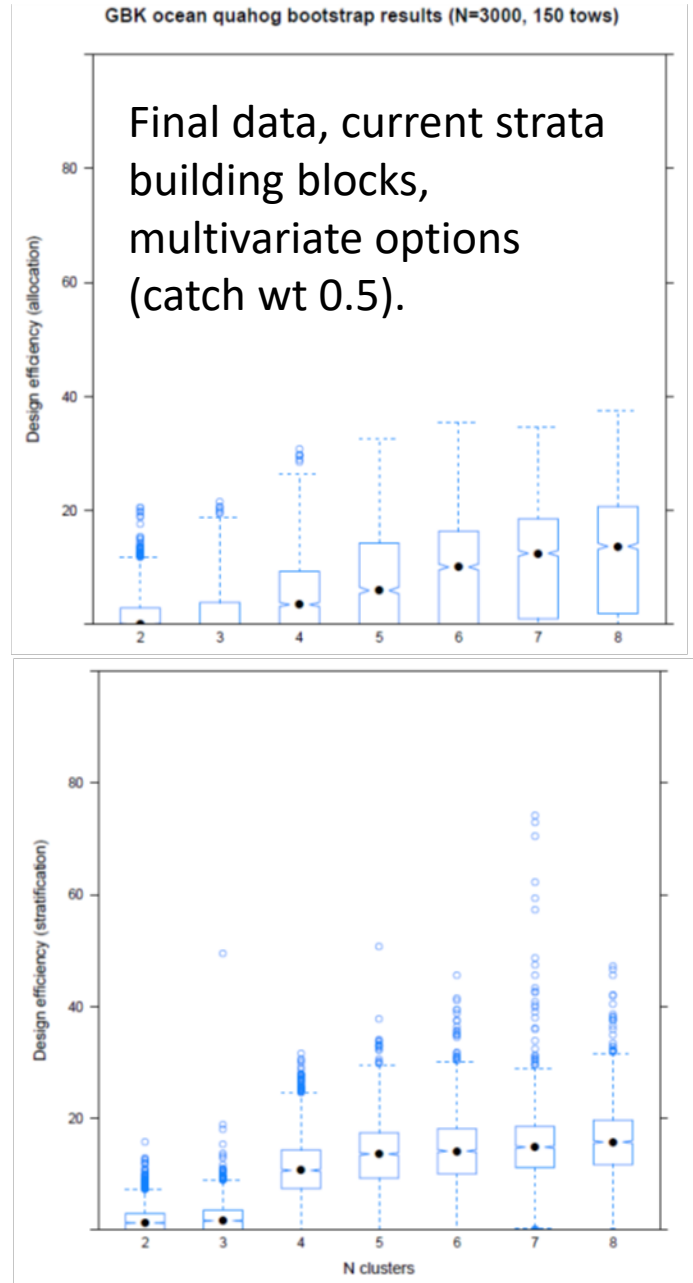 GBK ocean quahog bootstrap results (N=3000, 150 tows)
Final data, current strata
building blocks,
multivariate options
(catch wt 0.5).
Design efficiency (allocation)
80
60
40
20
2 3 4 5 6 7 8
Design efficiency (stratification)
80
60
40
20
2 3 4 5 6 7 8
N clusters